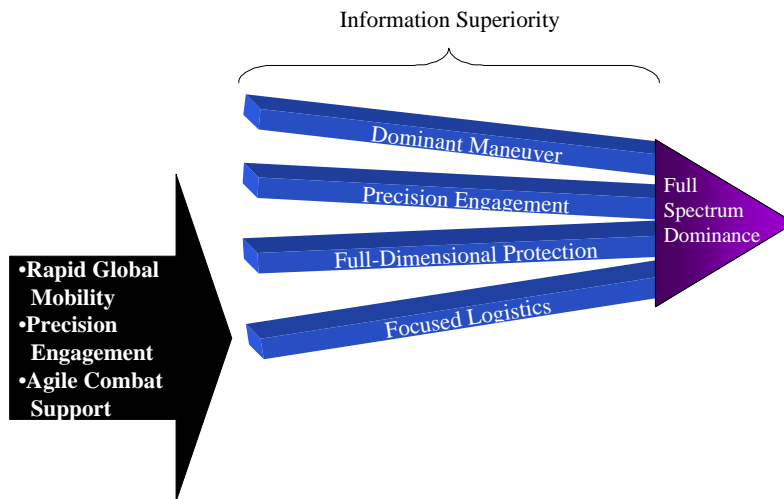 Information Superiority
Dominant Maneuver
Precision Engagement
Full-Dimensional Protection
Focused Logistics
Full
Spectrum
Dominance
•Rapid Global
Mobility
•Precision
Engagement
•Agile Combat
Support